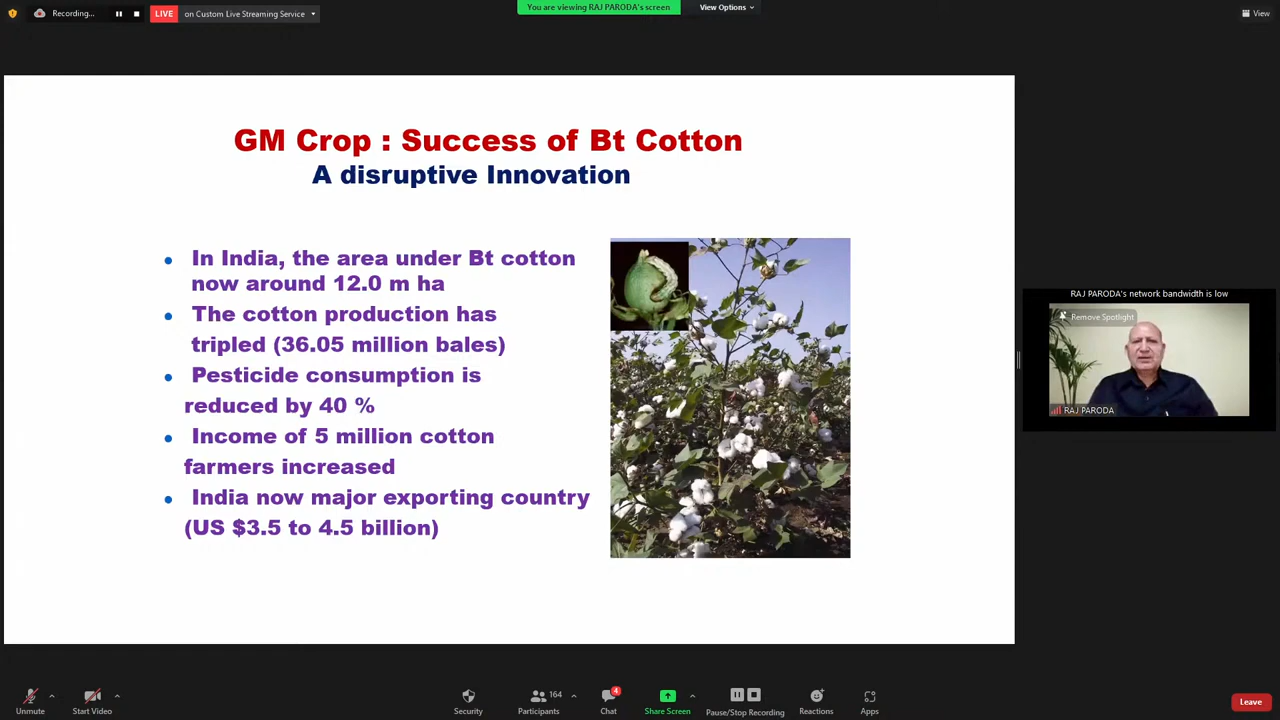 Recording...
LIVE
on Custom Live Streaming Service
You are viewing RAJ PARODA's screen
View Options
View
GM Crop : Success of Bt Cotton
A disruptive Innovation
In India, the area under Bt cotton
now around 12.0 m ha
The cotton production has
tripled (36.05 million bales)
Pesticide consumption is
reduced by 40 %
Income of 5 million cotton
farmers increased
India now major exporting country
(US $3.5 to 4.5 billion)
RAJ PARODA's network bandwidth is low
Remove Spotlight
RAJ PARODA
Unmute
Start Video
Security
164
Participants
4
Chat
Share Screen
Pause/Stop Recording
Reactions
Apps
Leave